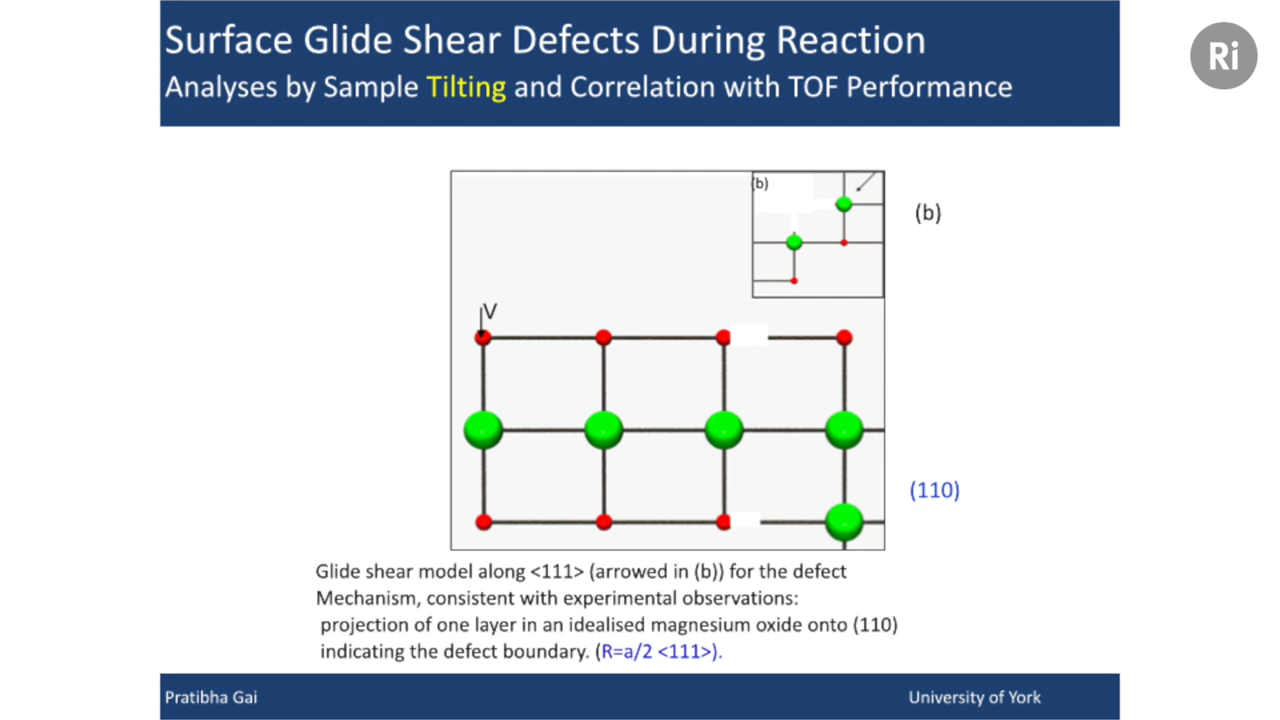 Surface Glide Shear Defects During Reaction
Analyses by Sample Tilting and Correlation with TOF Performance
Ri
(b)
(b)
V
(110)
Glide shear model along <111> (arrowed in (b)) for the defect
Mechanism, consistent with experimental observations:
projection of one layer in an idealised magnesium oxide onto (110)
indicating the defect boundary. (R=a/2 <111>).
Pratibha Gai
University of York